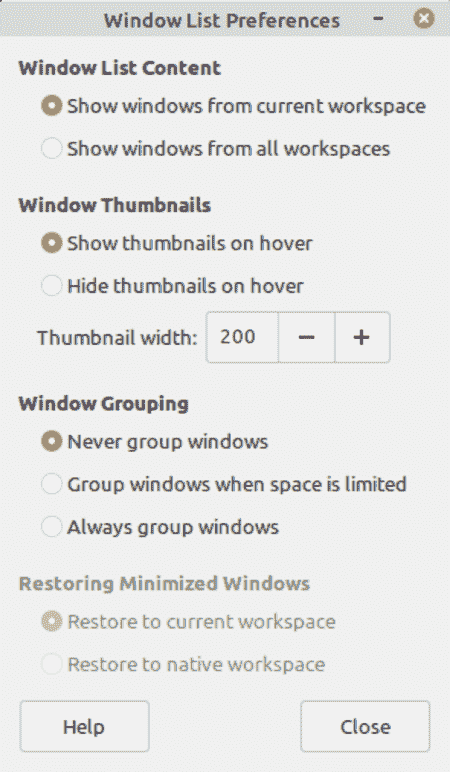 Window List Preferences
Window List Content
Show windows from current workspace
Show windows from all workspaces
Window Thumbnails
Show thumbnails on hover
Hide thumbnails on hover
Thumbnail width: 200 − +
Window Grouping
Never group windows
Group windows when space is limited
Always group windows
Restoring Minimized Windows
Restore to current workspace
Restore to native workspace
Help Close